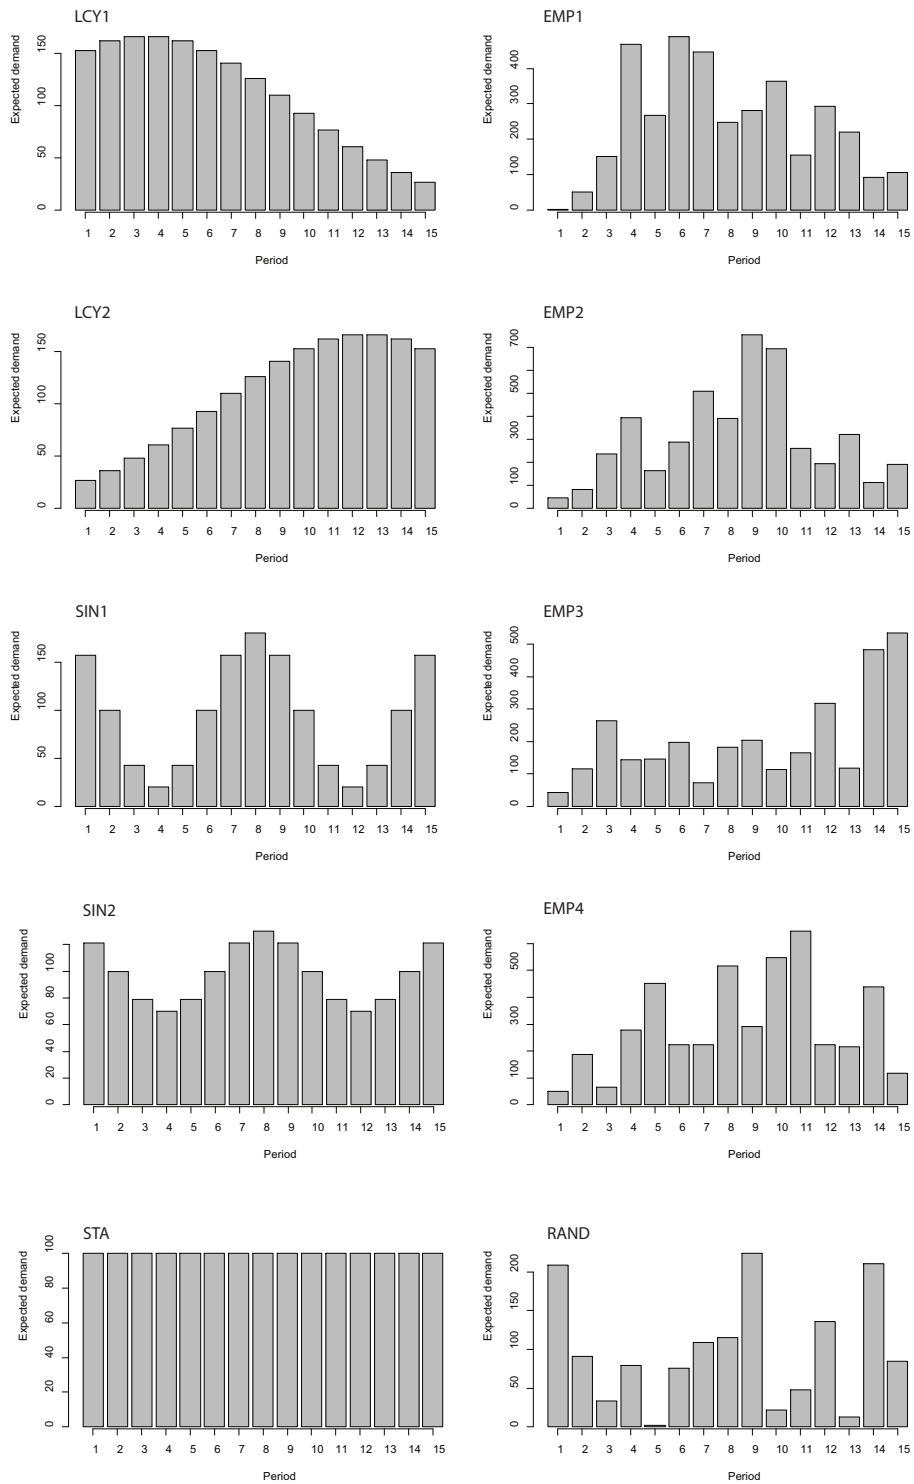 LCY1
Expected demand
0 50 100 150
1 2 3 4 5 6 7 8 9 10 11 12 13 14 15
Period
EMP1
Expected demand
0 100 200 300 400
1 2 3 4 5 6 7 8 9 10 11 12 13 14 15
Period
LCY2
Expected demand
0 50 100 150
1 2 3 4 5 6 7 8 9 10 11 12 13 14 15
Period
EMP2
Expected demand
0 100 300 500 700
1 2 3 4 5 6 7 8 9 10 11 12 13 14 15
Period
SIN1
Expected demand
0 50 100 150
1 2 3 4 5 6 7 8 9 10 11 12 13 14 15
Period
EMP3
Expected demand
0 100 200 300 400 500
1 2 3 4 5 6 7 8 9 10 11 12 13 14 15
Period
SIN2
Expected demand
0 20 40 60 80 100
1 2 3 4 5 6 7 8 9 10 11 12 13 14 15
Period
EMP4
Expected demand
0 100 300 500
1 2 3 4 5 6 7 8 9 10 11 12 13 14 15
Period
STA
Expected demand
0 20 40 60 80 100
1 2 3 4 5 6 7 8 9 10 11 12 13 14 15
Period
RAND
Expected demand
0 50 100 150 200
1 2 3 4 5 6 7 8 9 10 11 12 13 14 15
Period